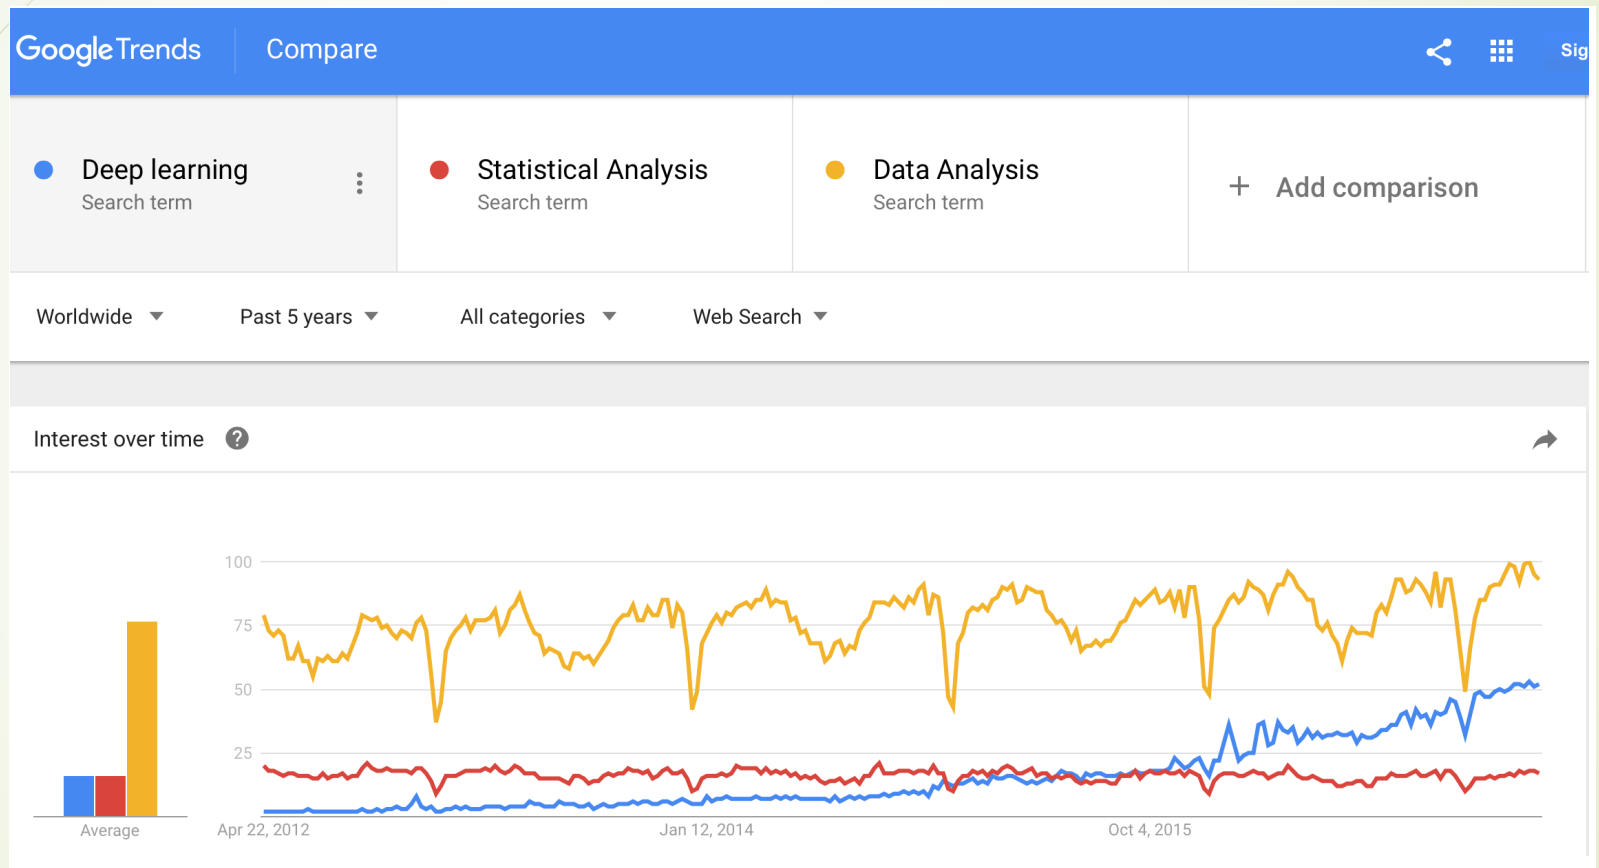 Google Trends Compare Sig
Deep learning
Search term
Statistical Analysis
Search term
Data Analysis
Search term
+ Add comparison
Worldwide Past 5 years All categories Web Search
Interest over time ?
100
75
50
25
Average
Apr 22, 2012 Jan 12, 2014 Oct 4, 2015